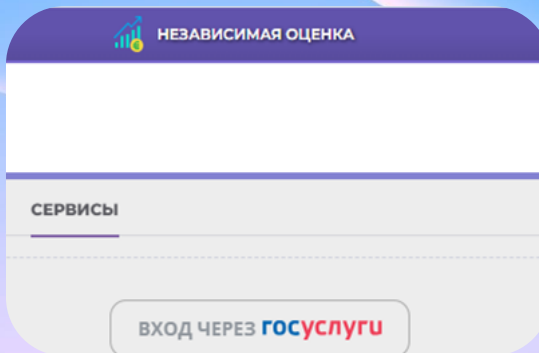 НЕЗАВИСИМАЯ ОЦЕНКА
СЕРВИСЫ
ВХОД ЧЕРЕЗ госуслуги